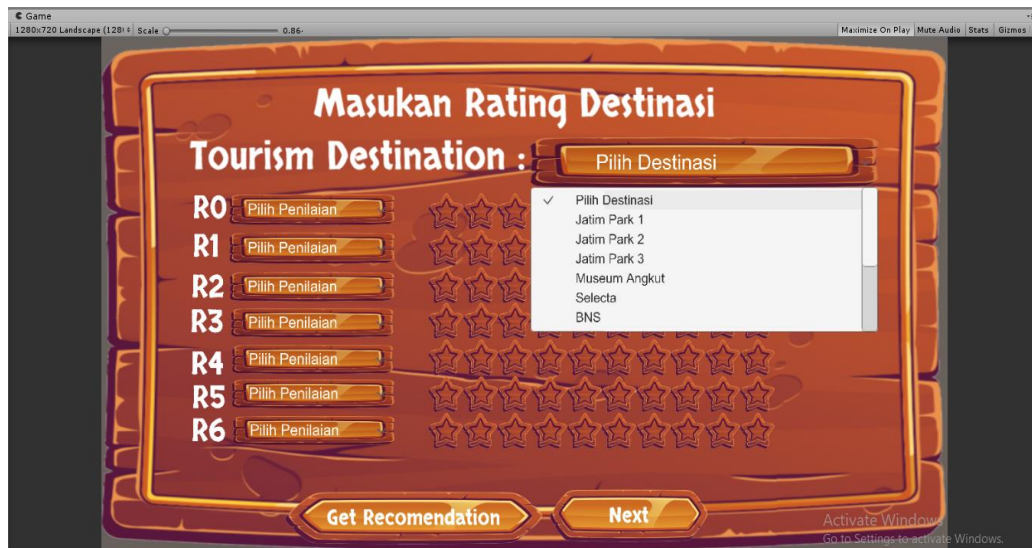 Game
1280x720 Landscape (128( Scale 0.86 Maximize On Play Mute Audio Stats Gizmos
Masukan Rating Destinasi
Tourism Destination : Pilih Destinasi
R0 Pilih Penilaian
Pilih Destinasi
Jatim Park 1
R1 Pilih Penilaian
Jatim Park 2
Jatim Park 3
R2 Pilih Penilaian
Museum Angkut
Selecta
R3 Pilih Penilaian
BNS
R4 Pilih Penilaian
R5 Pilih Penilaian
R6 Pilih Penilaian
Get Recomendation Next
Activate Windows
Go to Settings to activate Windows.